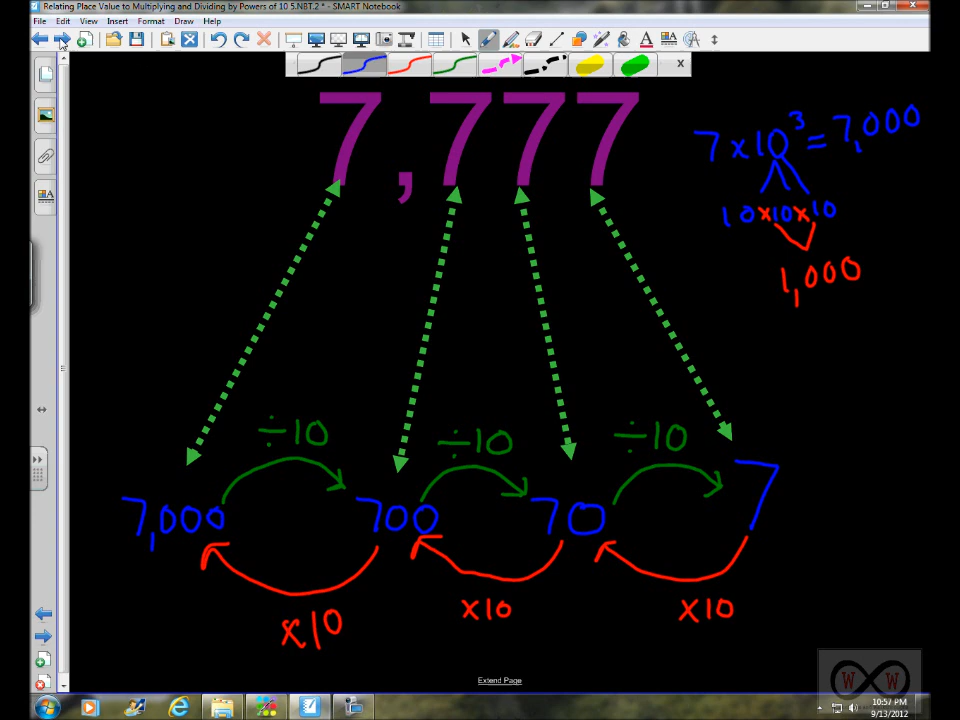 Relating Place Value to Multiplying and Dividing by Powers of 10 5.NBT.2 * - SMART Notebook
File Edit View Insert Format Draw Help
X
7,777
7x10³=7,000
10x10x10
1,000
÷10 ÷10 ÷10
7,000 700 70 7
x10 x10 x10
Extend Page
W W
10:57 PM
9/13/2012